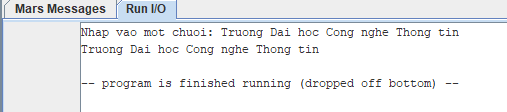 Mars Messages Run I/O
Nhap vao mot chuoi: Truong Dai hoc Cong nghe Thong tin
Truong Dai hoc Cong nghe Thong tin
-- program is finished running (dropped off bottom) --